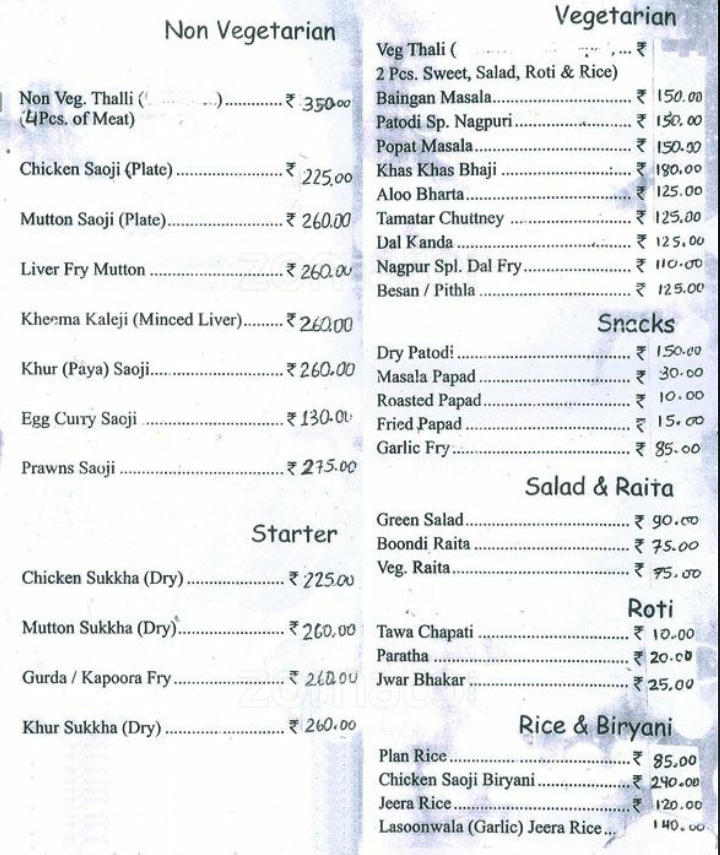 Non Vegetarian
Non Veg. Thalli ( ).............. ₹ 350.00
(4Pcs. of Meat)
Chicken Saoji (Plate) .......................... ₹ 225.00
Mutton Saoji (Plate)............................ ₹ 260.00
Liver Fry Mutton ................................ ₹ 260.00
Kheema Kaleji (Minced Liver)......... ₹ 260.00
Khur (Paya) Saoji................................ ₹ 260.00
Egg Curry Saoji .................................. ₹ 130.00
Prawns Saoji ....................................... ₹ 275.00
Starter
Chicken Sukkha (Dry) ....................... ₹ 225.00
Mutton Sukkha (Dry)......................... ₹ 260.00
Gurda / Kapoora Fry .......................... ₹ 260.00
Khur Sukkha (Dry) ............................ ₹ 260.00
Vegetarian
Veg Thali ( ,... ₹
2 Pcs. Sweet, Salad, Roti & Rice)
Baingan Masala.................................. ₹ 150.00
Patodi Sp. Nagpuri............................. ₹ 150.00
Popat Masala...................................... ₹ 150.00
Khas Khas Bhaji ................................ ₹ 180.00
Aloo Bharta........................................ ₹ 125.00
Tamatar Chuttney .............................. ₹ 125.00
Dal Kanda .......................................... ₹ 125.00
Nagpur Spl. Dal Fry........................... ₹ 110.00
Besan / Pithla ..................................... ₹ 125.00
Snacks
Dry Patodi .......................................... ₹ 150.00
Masala Papad ..................................... ₹ 30.00
Roasted Papad.................................... ₹ 10.00
Fried Papad ........................................ ₹ 15.00
Garlic Fry........................................... ₹ 85.00
Salad & Raita
Green Salad........................................ ₹ 90.00
Boondi Raita ...................................... ₹ 75.00
Veg. Raita........................................... ₹ 75.00
Roti
Tawa Chapati ..................................... ₹ 10.00
Paratha ............................................... ₹ 20.00
Jwar Bhakar ....................................... ₹ 25.00
Rice & Biryani
Plan Rice............................................ ₹ 85.00
Chicken Saoji Biryani........................ ₹ 240.00
Jeera Rice........................................... ₹ 120.00
Lasoonwala (Garlic) Jeera Rice... 140.00
zomato
zomato